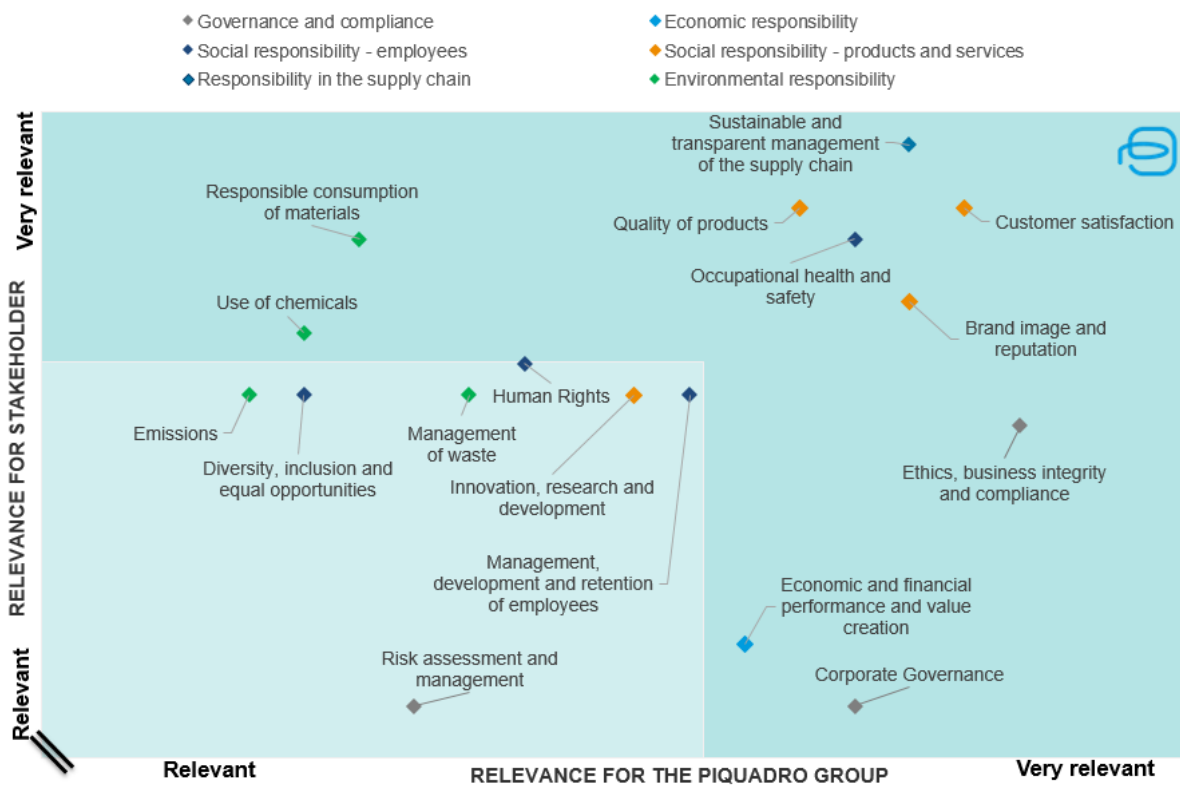 Governance and compliance
Economic responsibility
Social responsibility - employees
Social responsibility - products and services
Responsibility in the supply chain
Environmental responsibility
Very relevant
RELEVANCE FOR STAKEHOLDER
Relevant
Sustainable and
transparent management
of the supply chain
Responsible consumption
of materials
Quality of products
Customer satisfaction
Occupational health and
safety
Use of chemicals
Brand image and
reputation
Human Rights
Emissions
Management
of waste
Diversity, inclusion and
equal opportunities
Innovation, research and
development
Ethics, business integrity
and compliance
Management,
development and retention
of employees
Economic and financial
performance and value
creation
Risk assessment and
management
Corporate Governance
Relevant
RELEVANCE FOR THE PIQUADRO GROUP
Very relevant